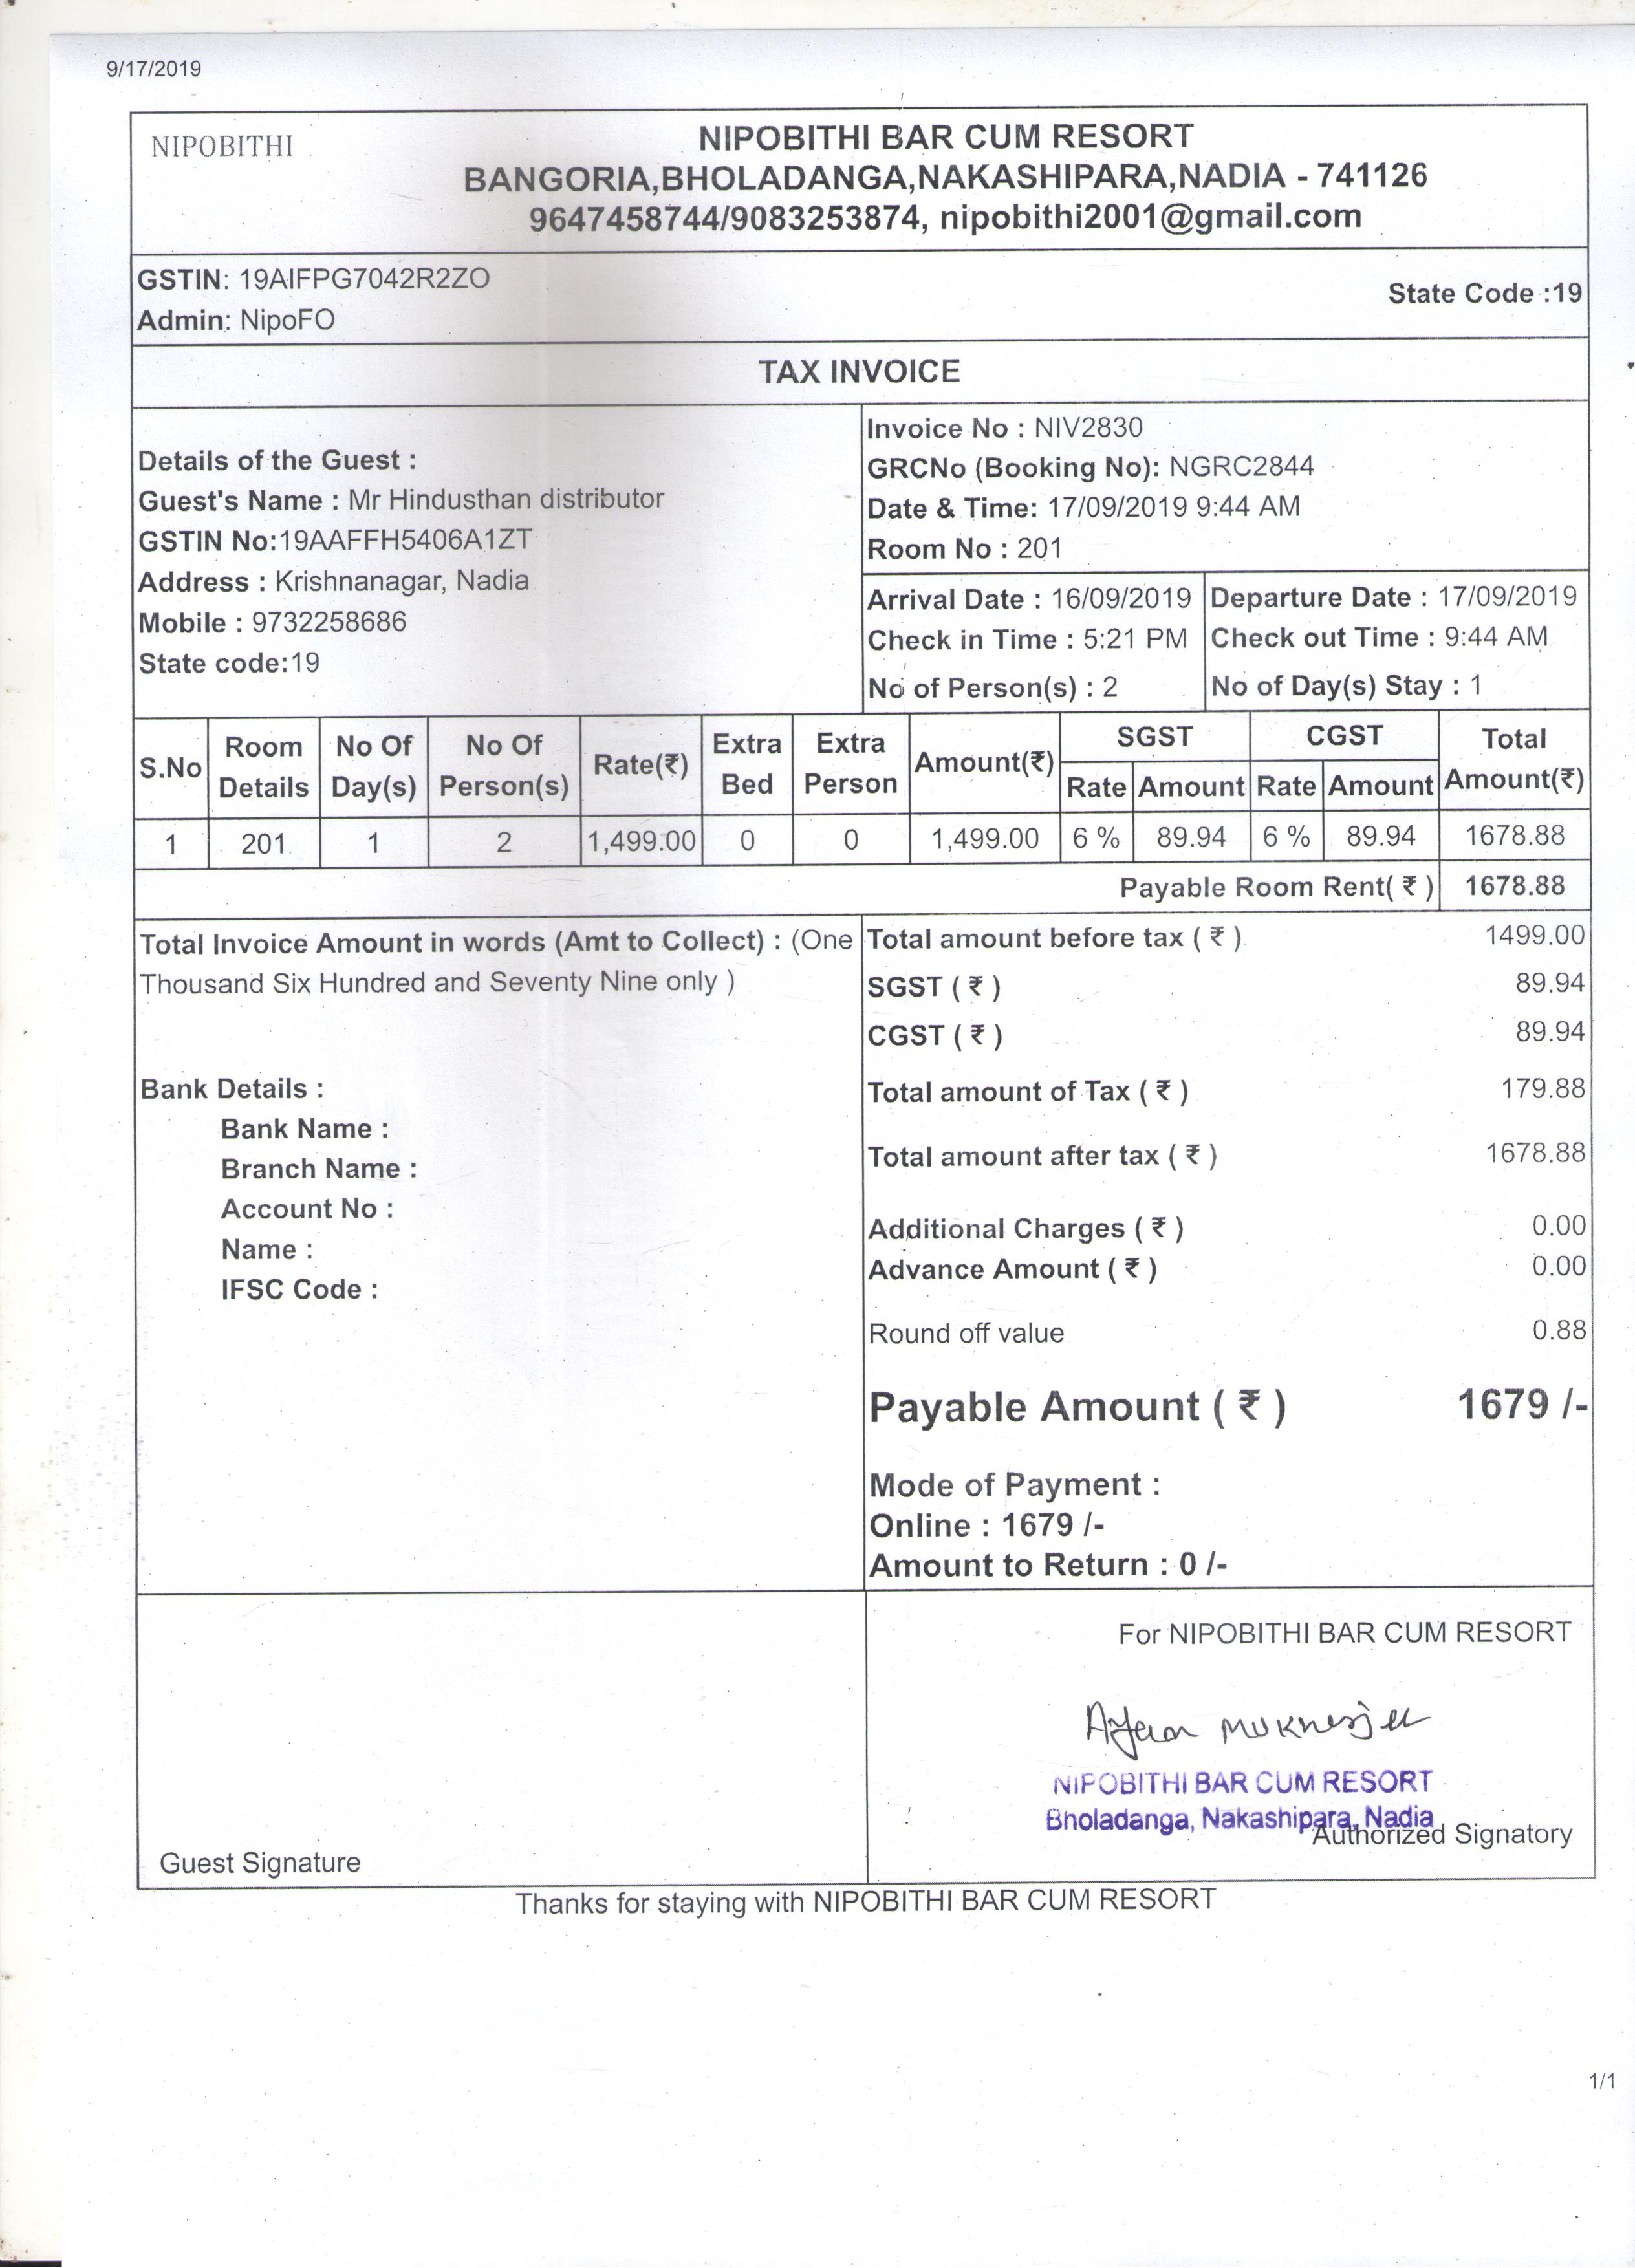 9/17/2019
NIPOBITHI
NIPOBITHI BAR CUM RESORT
BANGORIA,BHOLADANGA,NAKASHIPARA,NADIA - 741126
9647458744/9083253874, nipobithi2001@gmail.com
GSTIN: 19AIFPG7042R2ZO
Admin: NipoFO
State Code :19
TAX INVOICE
Details of the Guest :
Guest's Name : Mr Hindusthan distributor
GSTIN No:19AAFFH5406A1ZT
Address : Krishnanagar, Nadia
Mobile : 9732258686
State code:19
Invoice No : NIV2830
GRCNo (Booking No): NGRC2844
Date & Time: 17/09/2019 9:44 AM
Room No : 201
Arrival Date : 16/09/2019 Departure Date : 17/09/2019
Check in Time : 5:21 PM Check out Time : 9:44 AM
No of Person(s) : 2 No of Day(s) Stay : 1
S.No Room Details No Of Day(s) No Of Person(s) Rate(₹) Extra Bed Extra Person Amount(₹) SGST CGST Total Amount(₹)
Rate Amount Rate Amount
1 201 1 2 1,499.00 0 0 1,499.00 6 % 89.94 6 % 89.94 1678.88
Payable Room Rent( ₹ ) 1678.88
Total Invoice Amount in words (Amt to Collect) : (One
Thousand Six Hundred and Seventy Nine only )
Bank Details :
Bank Name :
Branch Name :
Account No :
Name :
IFSC Code :
Total amount before tax ( ₹ ) 1499.00
SGST ( ₹ ) 89.94
CGST ( ₹ ) 89.94
Total amount of Tax ( ₹ ) 179.88
Total amount after tax ( ₹ ) 1678.88
Additional Charges ( ₹ ) 0.00
Advance Amount ( ₹ ) 0.00
Round off value 0.88
Payable Amount ( ₹ ) 1679 /-
Mode of Payment :
Online : 1679 /-
Amount to Return : 0 /-
For NIPOBITHI BAR CUM RESORT
NIPOBITHI BAR CUM RESORT
Bholadanga, Nakashipara, Nadia
Authorized Signatory
Guest Signature
Thanks for staying with NIPOBITHI BAR CUM RESORT
1/1